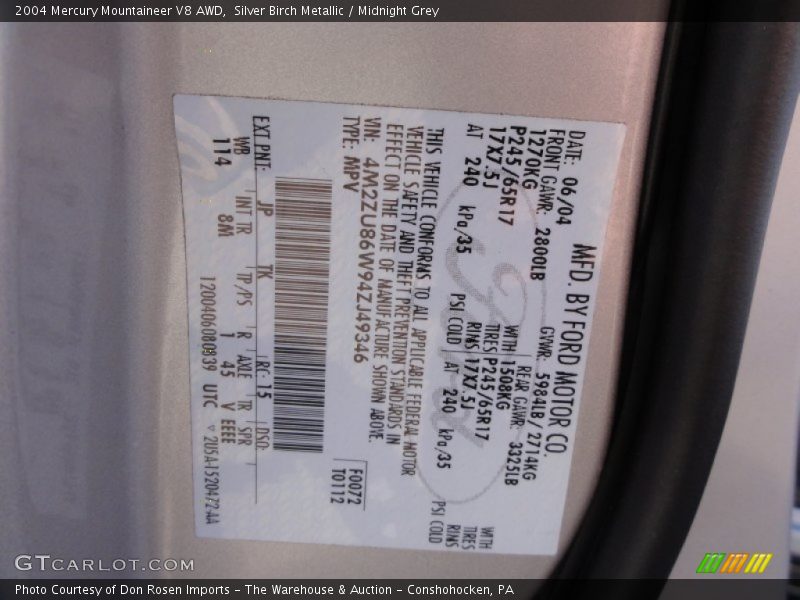 2004 Mercury Mountaineer V8 AWD,  Silver Birch Metallic / Midnight Grey
MFD. BY FORD MOTOR CO.
DATE: 06/04 GVWR: 5984LB/2714KG
FRONT GAWR: 2800LB REAR GAWR: 3325LB
1270KG WITH 1508KG WITH
P245/65R17 TIRES P245/65R17 TIRES
17X7.5J RIMS 17X7.5J RIMS
AT 240 kPa/35 PSI COLD AT 240 kPa/35 PSI COLD
THIS VEHICLE CONFORMS TO ALL APPLICABLE FEDERAL MOTOR
VEHICLE SAFETY AND THEFT PREVENTION STANDARDS IN
EFFECT ON THE DATE OF MANUFACTURE SHOWN ABOVE.
VIN: 4M2ZU86W94ZJ49346
TYPE: MPV
F0072
T0112
EXT PNT: JP TK RC: 15 DSO:
WB INT TR TP/PS R AXLE TR SPR
114 8M 1 45 V EEEE
UTC
GTCARLOT.COM
Photo Courtesy of Don Rosen Imports – The Warehouse & Auction – Conshohocken, PA